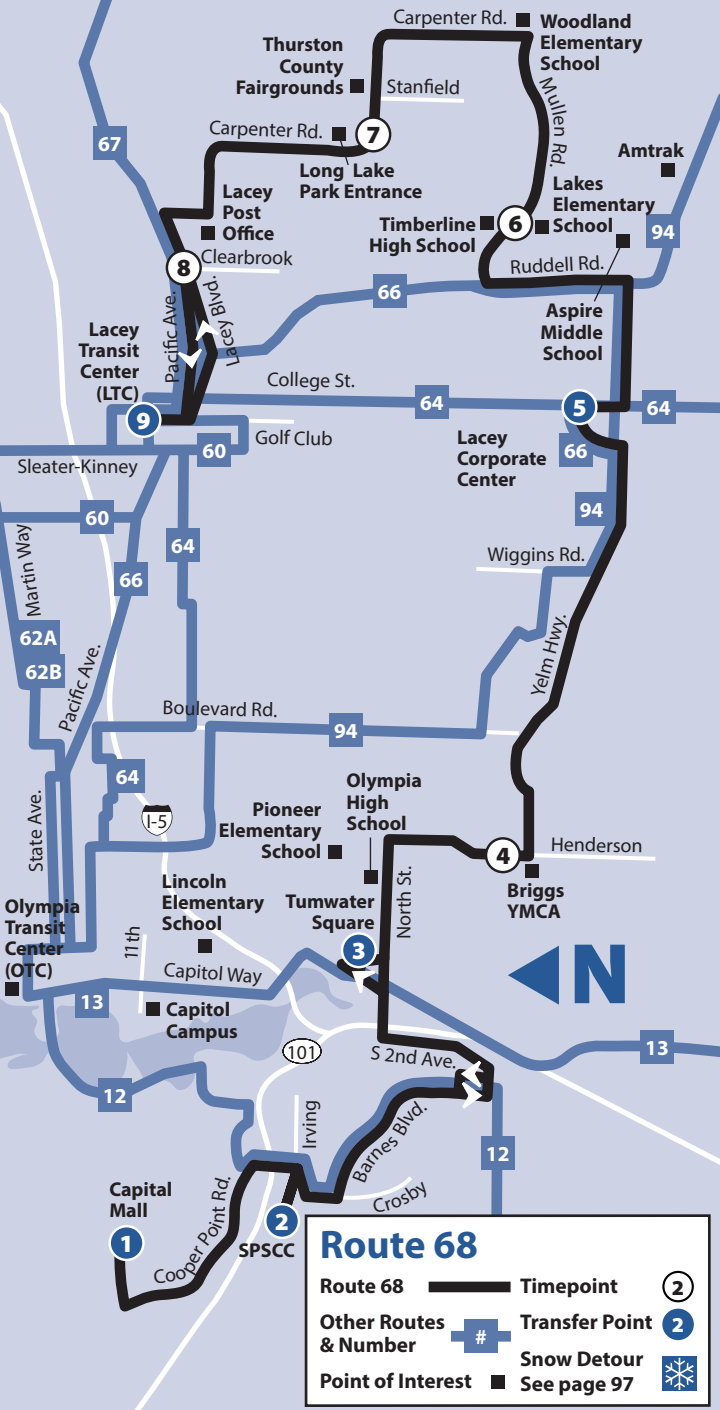 Carpenter Rd.
Woodland
Elementary
School
Thurston
County
Fairgrounds
Stanfield
Mullen Rd.
67
Carpenter Rd.
7
Long Lake
Park Entrance
Amtrak
Lacey
Post
Office
Lakes
Elementary
School
Timberline
High School
6
94
8
Clearbrook
Ruddell Rd.
66
Pacific Ave.
Lacey Blvd.
Aspire
Middle
School
Lacey
Transit
Center
(LTC)
College St.
64
5
64
9
Golf Club
60
Sleater-Kinney
Lacey
Corporate
Center
66
94
60
64
Martin Way
66
Wiggins Rd.
62A
62B
Pacific Ave.
Yelm Hwy.
Boulevard Rd.
94
64
State Ave.
I-5
Olympia
High
School
Pioneer
Elementary
School
4
Henderson
Briggs
YMCA
Lincoln
Elementary
School
Tumwater
Square
3
North St.
Olympia
Transit
Center
(OTC)
11th
Capitol Way
13
Capitol
Campus
N
101
S 2nd Ave.
13
12
Irving
Barnes Blvd.
12
Capital
Mall
1
Cooper Point Rd.
2
SPSCC
Crosby
Route 68
Route 68
Timepoint
2
Other Routes
& Number
#
Transfer Point
2
Snow Detour
See page 97
Point of Interest